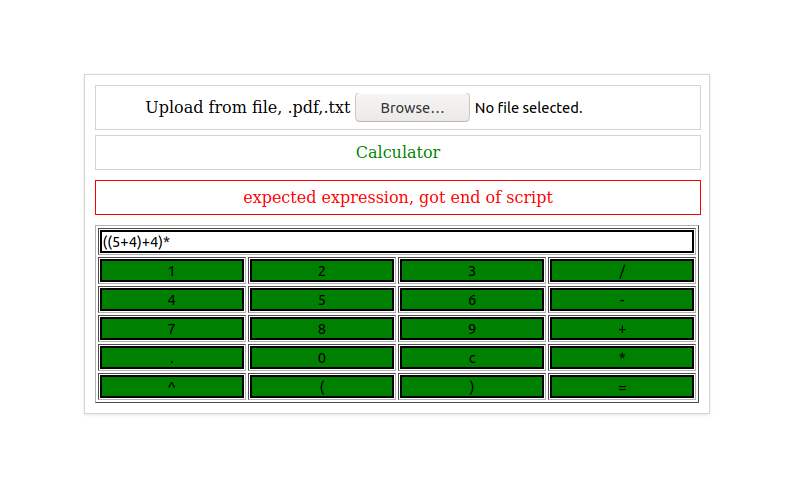 Upload from file, .pdf,.txt Browse... No file selected.
Calculator
expected expression, got end of script
((5+4)+4)*
1 2 3 /
4 5 6 -
7 8 9 +
. 0 c *
^ ( ) =